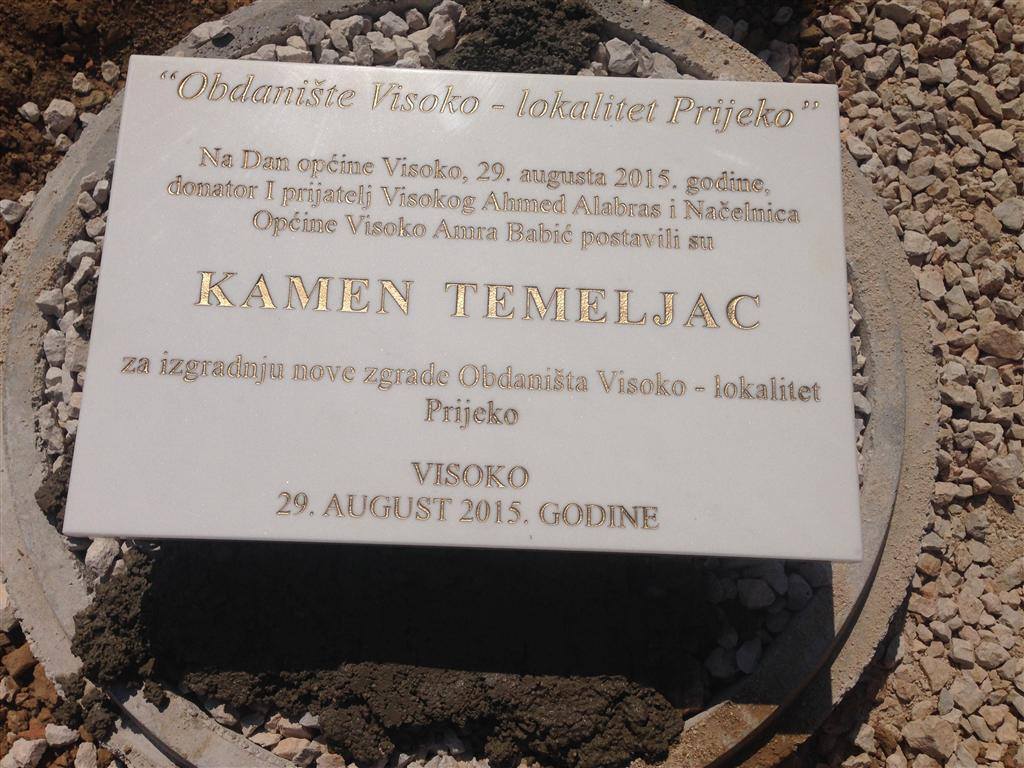 “Obdanište Visoko - lokalitet Prijeko”
Na Dan općine Visoko, 29. augusta 2015. godine,
donator I prijatelj Visokog Ahmed Alabras i Načelnica
Općine Visoko Amra Babić postavili su
KAMEN TEMELJAC
za izgradnju nove zgrade Obdaništa Visoko - lokalitet
Prijeko
VISOKO
29. AUGUST 2015. GODINE